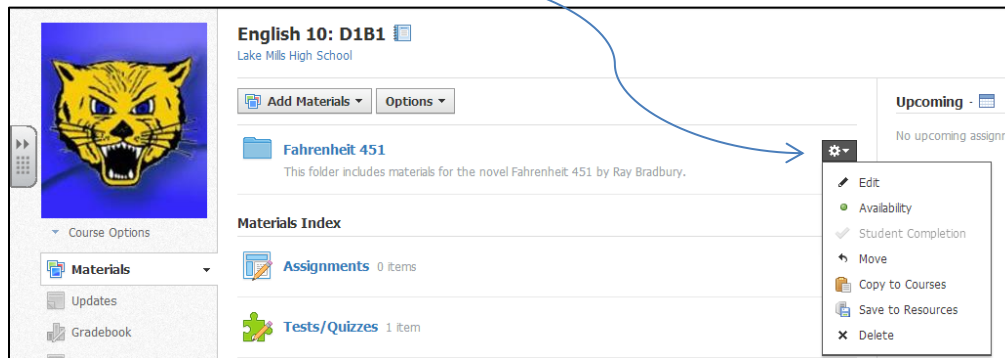 English 10: D1B1
Lake Mills High School
Add Materials
Options
Upcoming -
No upcoming
Fahrenheit 451
This folder includes materials for the novel Fahrenheit 451 by Ray Bradbury.
Edit
Availability
Student Completion
Move
Copy to Courses
Save to Resources
Delete
Materials Index
Assignments 0 items
Tests/Quizzes 1 item
Course Options
Materials
Updates
Gradebook